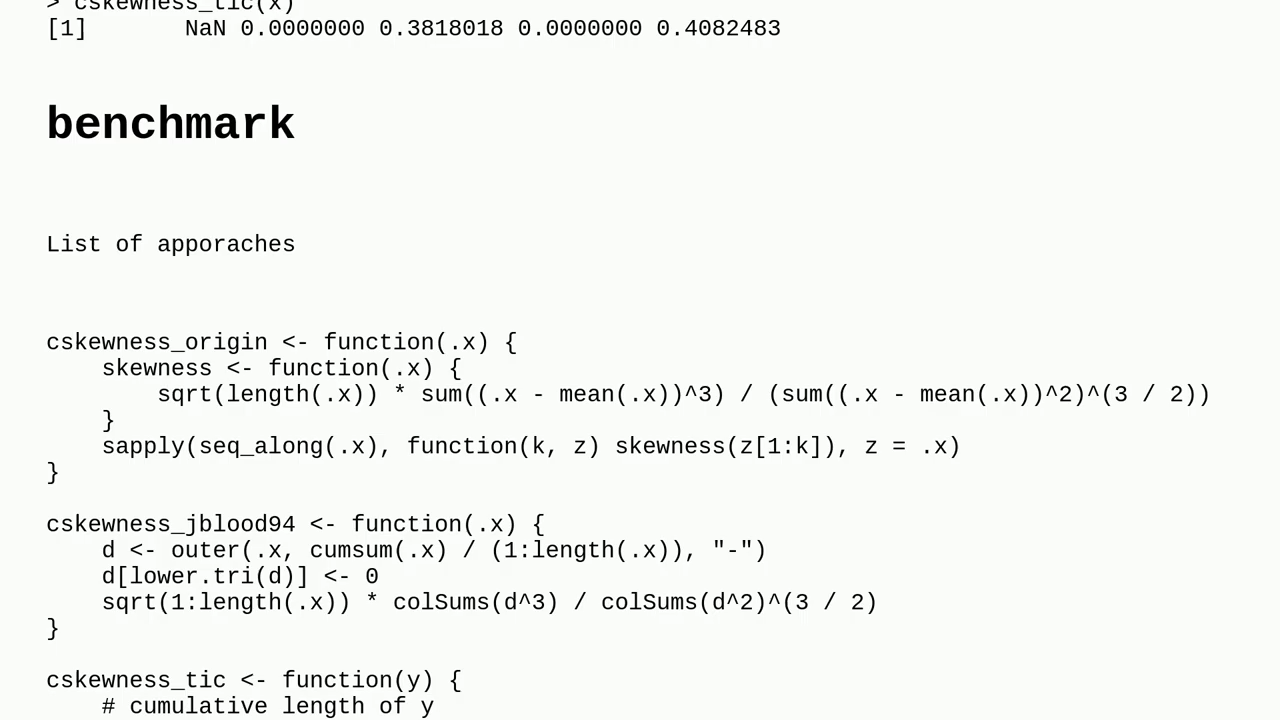 > cskewness_tic(x)
[1]       NaN 0.0000000 0.3818018 0.0000000 0.4082483
benchmark
List of apporaches
cskewness_origin <- function(.x) {
    skewness <- function(.x) {
        sqrt(length(.x)) * sum((.x - mean(.x))^3) / (sum((.x - mean(.x))^2)^(3 / 2))
    }
    sapply(seq_along(.x), function(k, z) skewness(z[1:k]), z = .x)
}
cskewness_jblood94 <- function(.x) {
    d <- outer(.x, cumsum(.x) / (1:length(.x)), "-")
    d[lower.tri(d)] <- 0
    sqrt(1:length(.x)) * colSums(d^3) / colSums(d^2)^(3 / 2)
}
cskewness_tic <- function(y) {
    # cumulative length of y